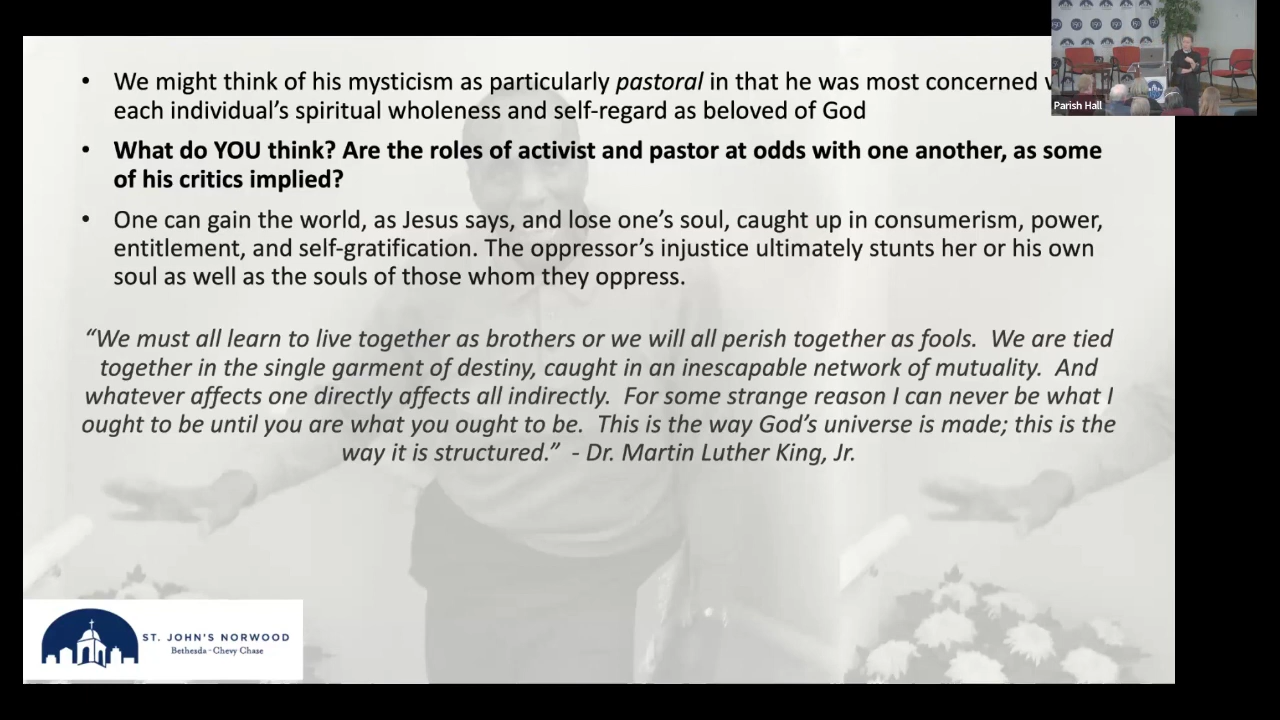 • We might think of his mysticism as particularly pastoral in that he was most concerned
each individual’s spiritual wholeness and self-regard as beloved of God
• What do YOU think? Are the roles of activist and pastor at odds with one another, as some
of his critics implied?
• One can gain the world, as Jesus says, and lose one’s soul, caught up in consumerism, power,
entitlement, and self-gratification. The oppressor’s injustice ultimately stunts her or his own
soul as well as the souls of those whom they oppress.
“We must all learn to live together as brothers or we will all perish together as fools. We are tied
together in the single garment of destiny, caught in an inescapable network of mutuality. And
whatever affects one directly affects all indirectly. For some strange reason I can never be what I
ought to be until you are what you ought to be. This is the way God’s universe is made; this is the
way it is structured.” - Dr. Martin Luther King, Jr.
Parish Hall
ST. JOHN'S NORWOOD
Bethesda - Chevy Chase